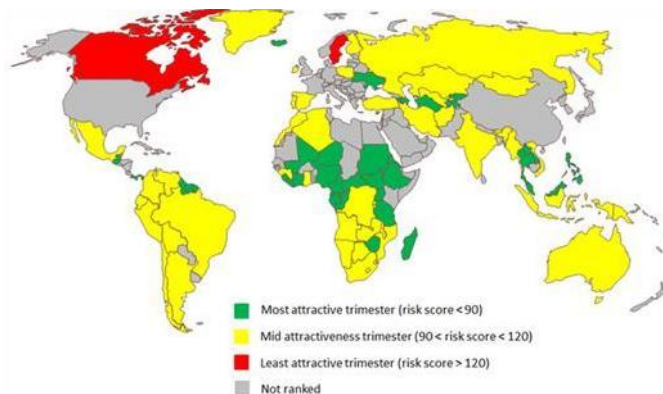 Most attractive trimester (risk score < 90)
Mid attractiveness trimester (90 < risk score < 120)
Least attractive trimester (risk score > 120)
Not ranked